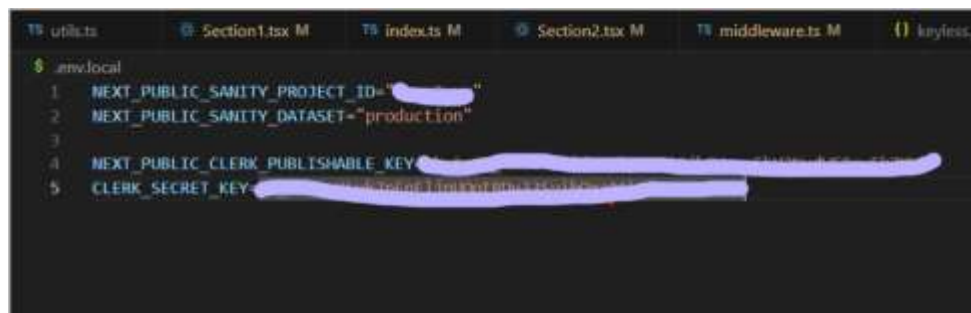 utils.ts Section1.tsx M index.ts M Section2.tsx M middleware.ts M keyless.
.env.local
1 NEXT_PUBLIC_SANITY_PROJECT_ID="
2 NEXT_PUBLIC_SANITY_DATASET="production"
3
4 NEXT_PUBLIC_CLERK_PUBLISHABLE_KEY=
5 CLERK_SECRET_KEY=